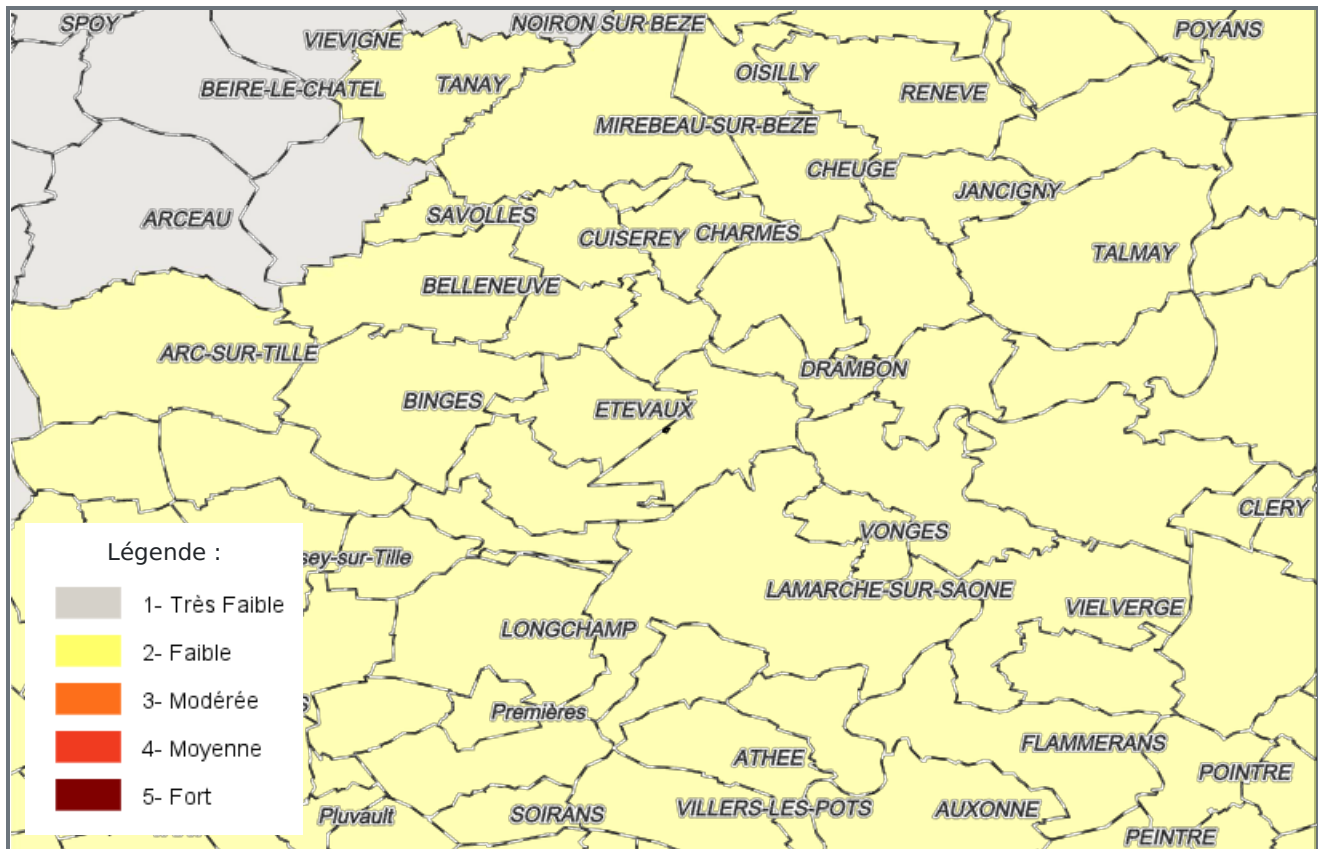 SPOY
NOIRON SUR BEZE
POYANS
VIEVIGNE
OISILLY
BEIRE-LE-CHATEL
TANAY
RENEVE
MIREBEAU-SUR-BEZE
CHEUGE
JANCIGNY
ARCEAU
SAVOLLES
CUISEREY
CHARMES
TALMAY
BELLENEUVE
ARC-SUR-TILLE
DRAMBON
BINGES
ETEVAUX
CLERY
VONGES
sey-sur-Tille
LAMARCHE-SUR-SAONE
VIELVERGE
LONGCHAMP
Premières
FLAMMERANS
ATHEE
POINTRE
Pluvault
SOIRANS
VILLERS-LES-POTS
AUXONNE
PEINTRE
Légende :
1- Très Faible
2- Faible
3- Modérée
4- Moyenne
5- Fort